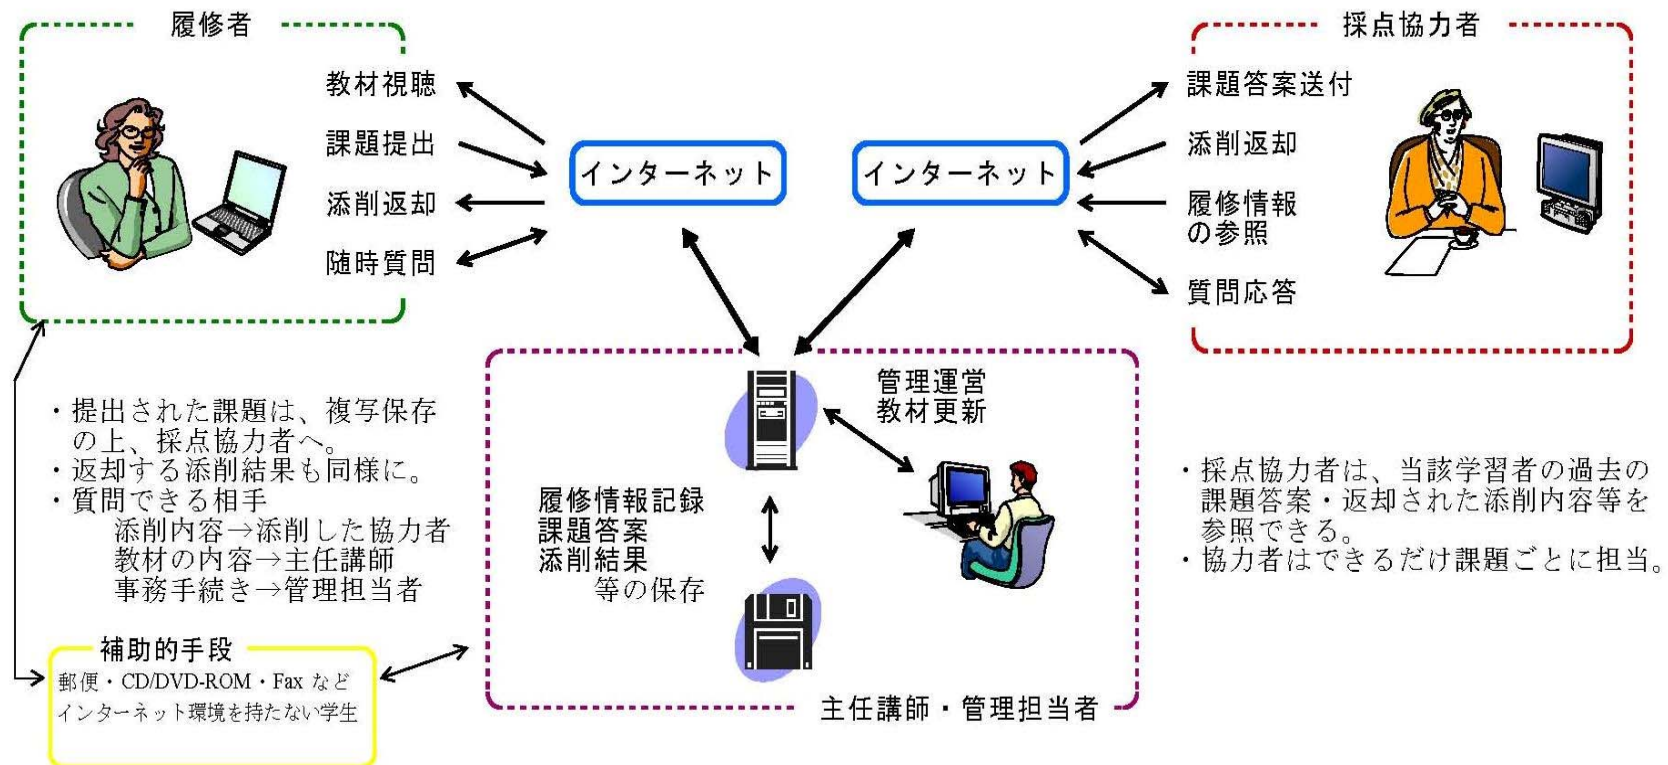 履修者
教材視聴
課題提出
添削返却
随時質問
インターネット
インターネット
採点協力者
課題答案送付
添削返却
履修情報
の参照
質問応答
・提出された課題は、複写保存
の上、採点協力者へ。
・返却する添削結果も同様に。
・質問できる相手
添削内容→添削した協力者
教材の内容→主任講師
事務手続き→管理担当者
管理運営
教材更新
履修情報記録
課題答案
添削結果
等の保存
主任講師・管理担当者
・採点協力者は、当該学習者の過去の
課題答案・返却された添削内容等を
参照できる。
・協力者はできるだけ課題ごとに担当。
補助的手段
郵便・CD/DVD-ROM・Fax など
インターネット環境を持たない学生